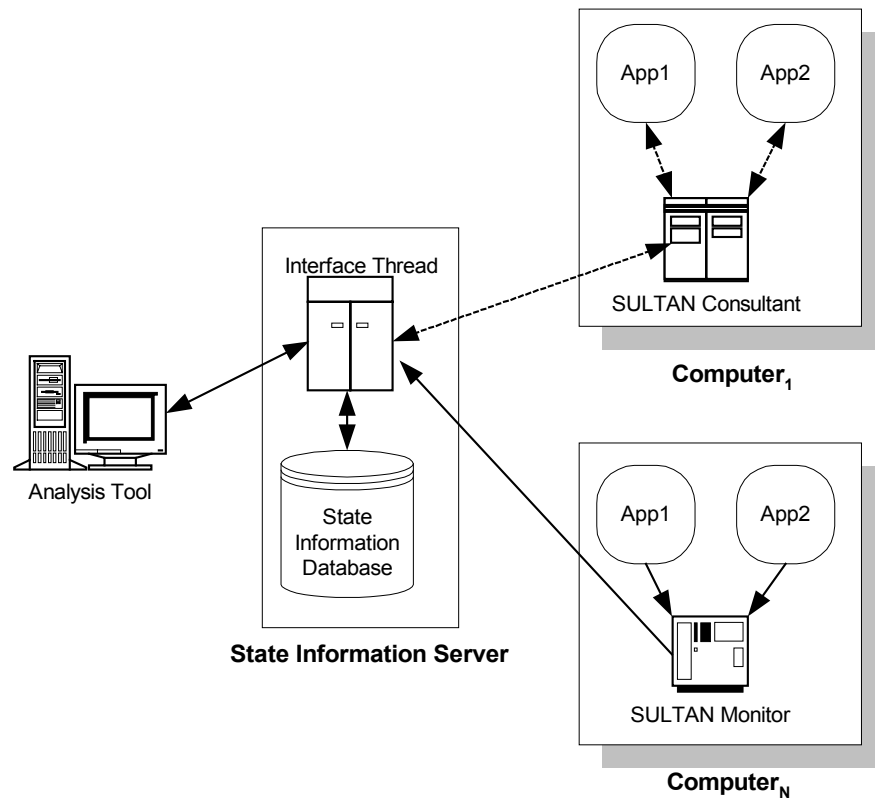 App1
App2
SULTAN Consultant
Computer1
Interface Thread
Analysis Tool
State
Information
Database
State Information Server
App1
App2
SULTAN Monitor
ComputerN